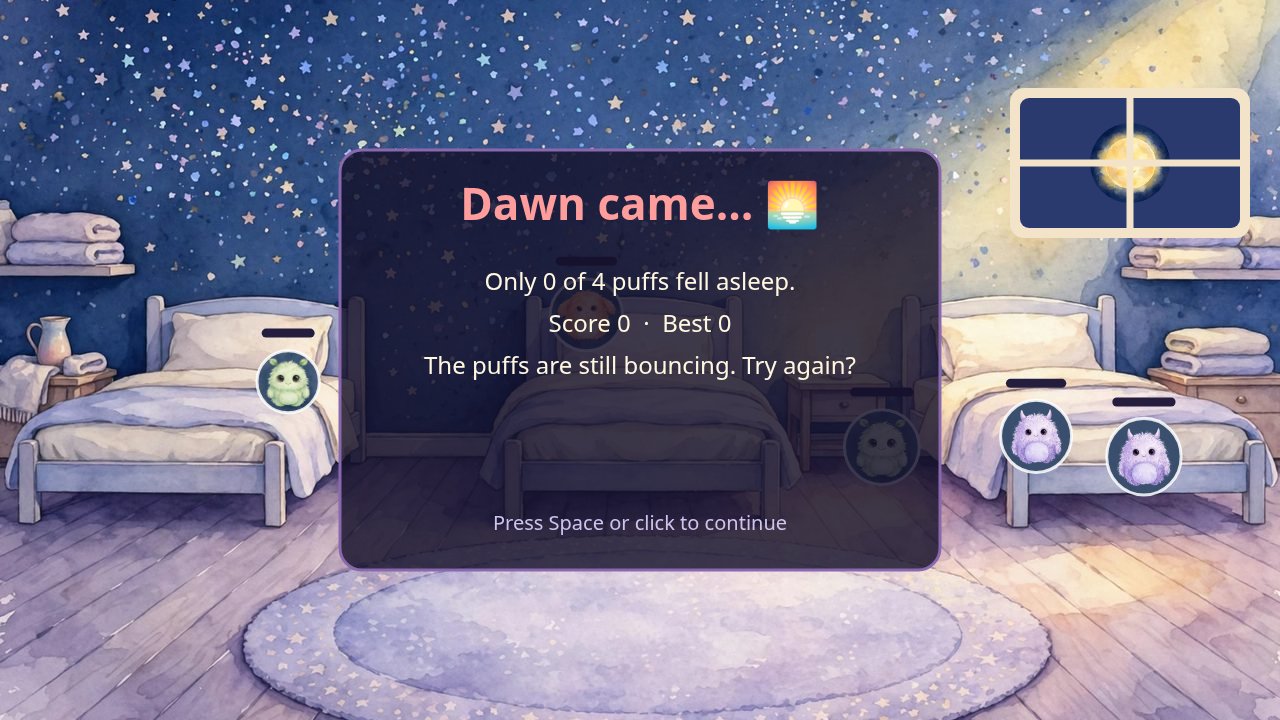 Dawn came... 🌅
Only 0 of 4 puffs fell asleep.
Score 0 · Best 0
The puffs are still bouncing. Try again?
Press Space or click to continue